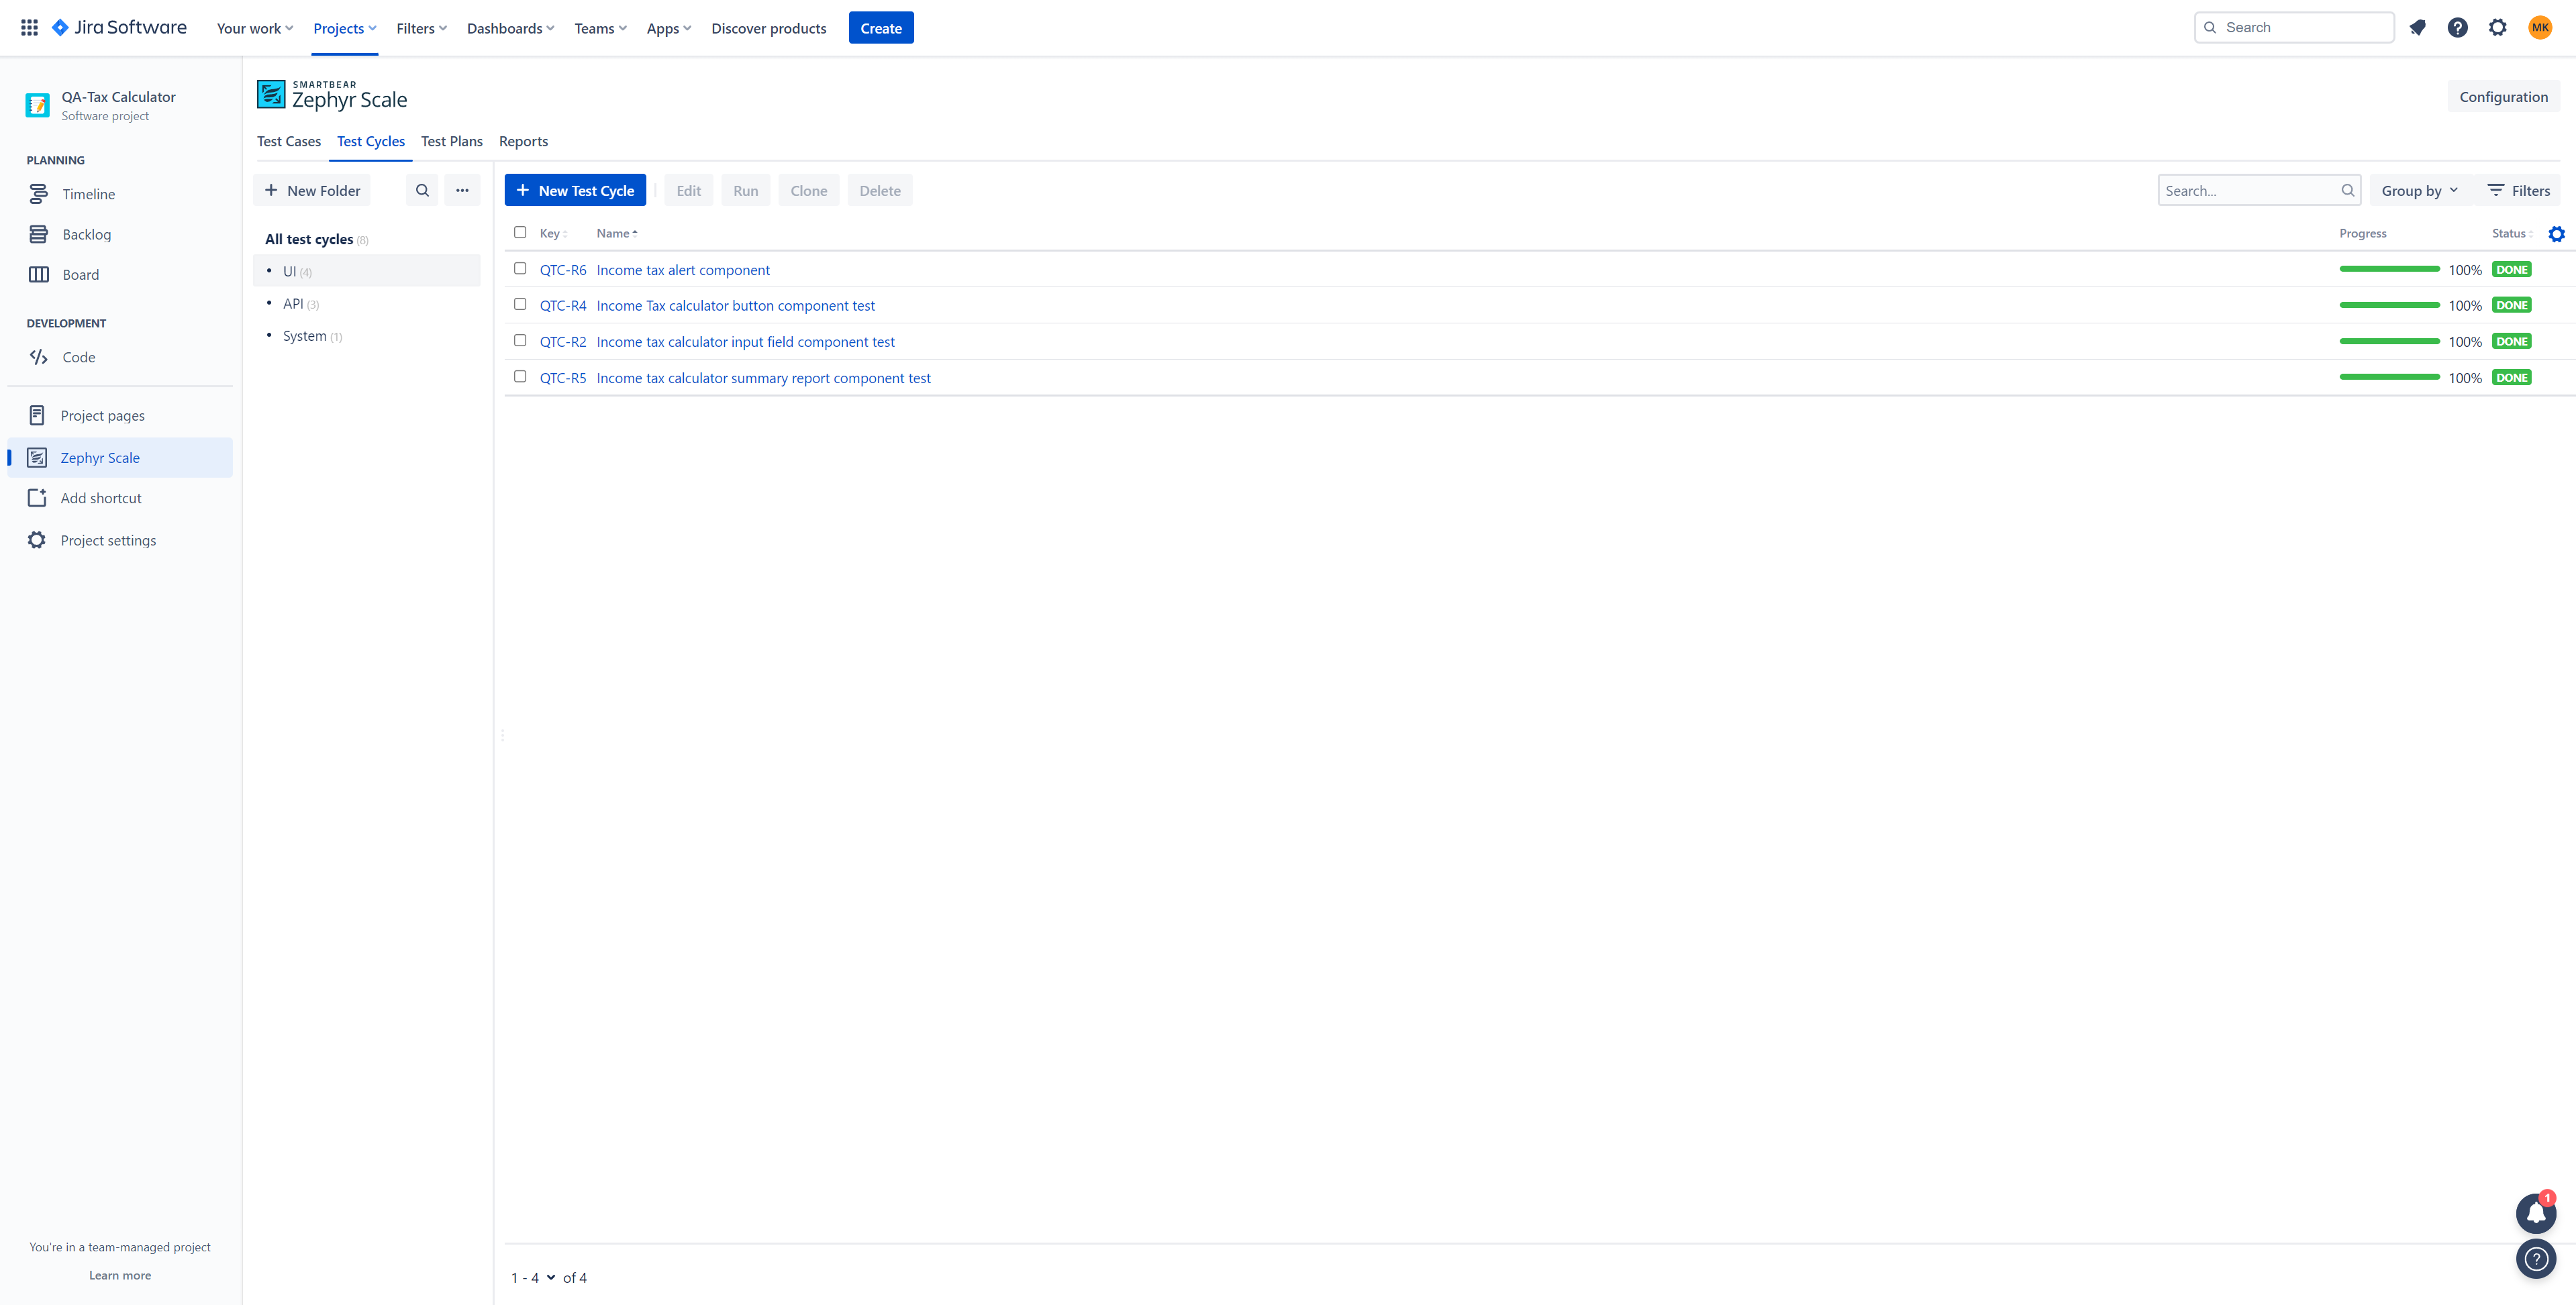 Jira Software Your work Projects Filters Dashboards Teams Apps Discover products Create Search MK
QA-Tax Calculator
Software project
PLANNING
Timeline
Backlog
Board
DEVELOPMENT
Code
Project pages
Zephyr Scale
Add shortcut
Project settings
You're in a team-managed project
Learn more
SMARTBEAR
Zephyr Scale
Configuration
Test Cases Test Cycles Test Plans Reports
+ New Folder ···
All test cycles (8)
• UI (4)
• API (3)
• System (1)
+ New Test Cycle Edit Run Clone Delete Search... Group by Filters
Key Name Progress Status
QTC-R6 Income tax alert component 100% DONE
QTC-R4 Income Tax calculator button component test 100% DONE
QTC-R2 Income tax calculator input field component test 100% DONE
QTC-R5 Income tax calculator summary report component test 100% DONE
1
?
1 - 4 of 4